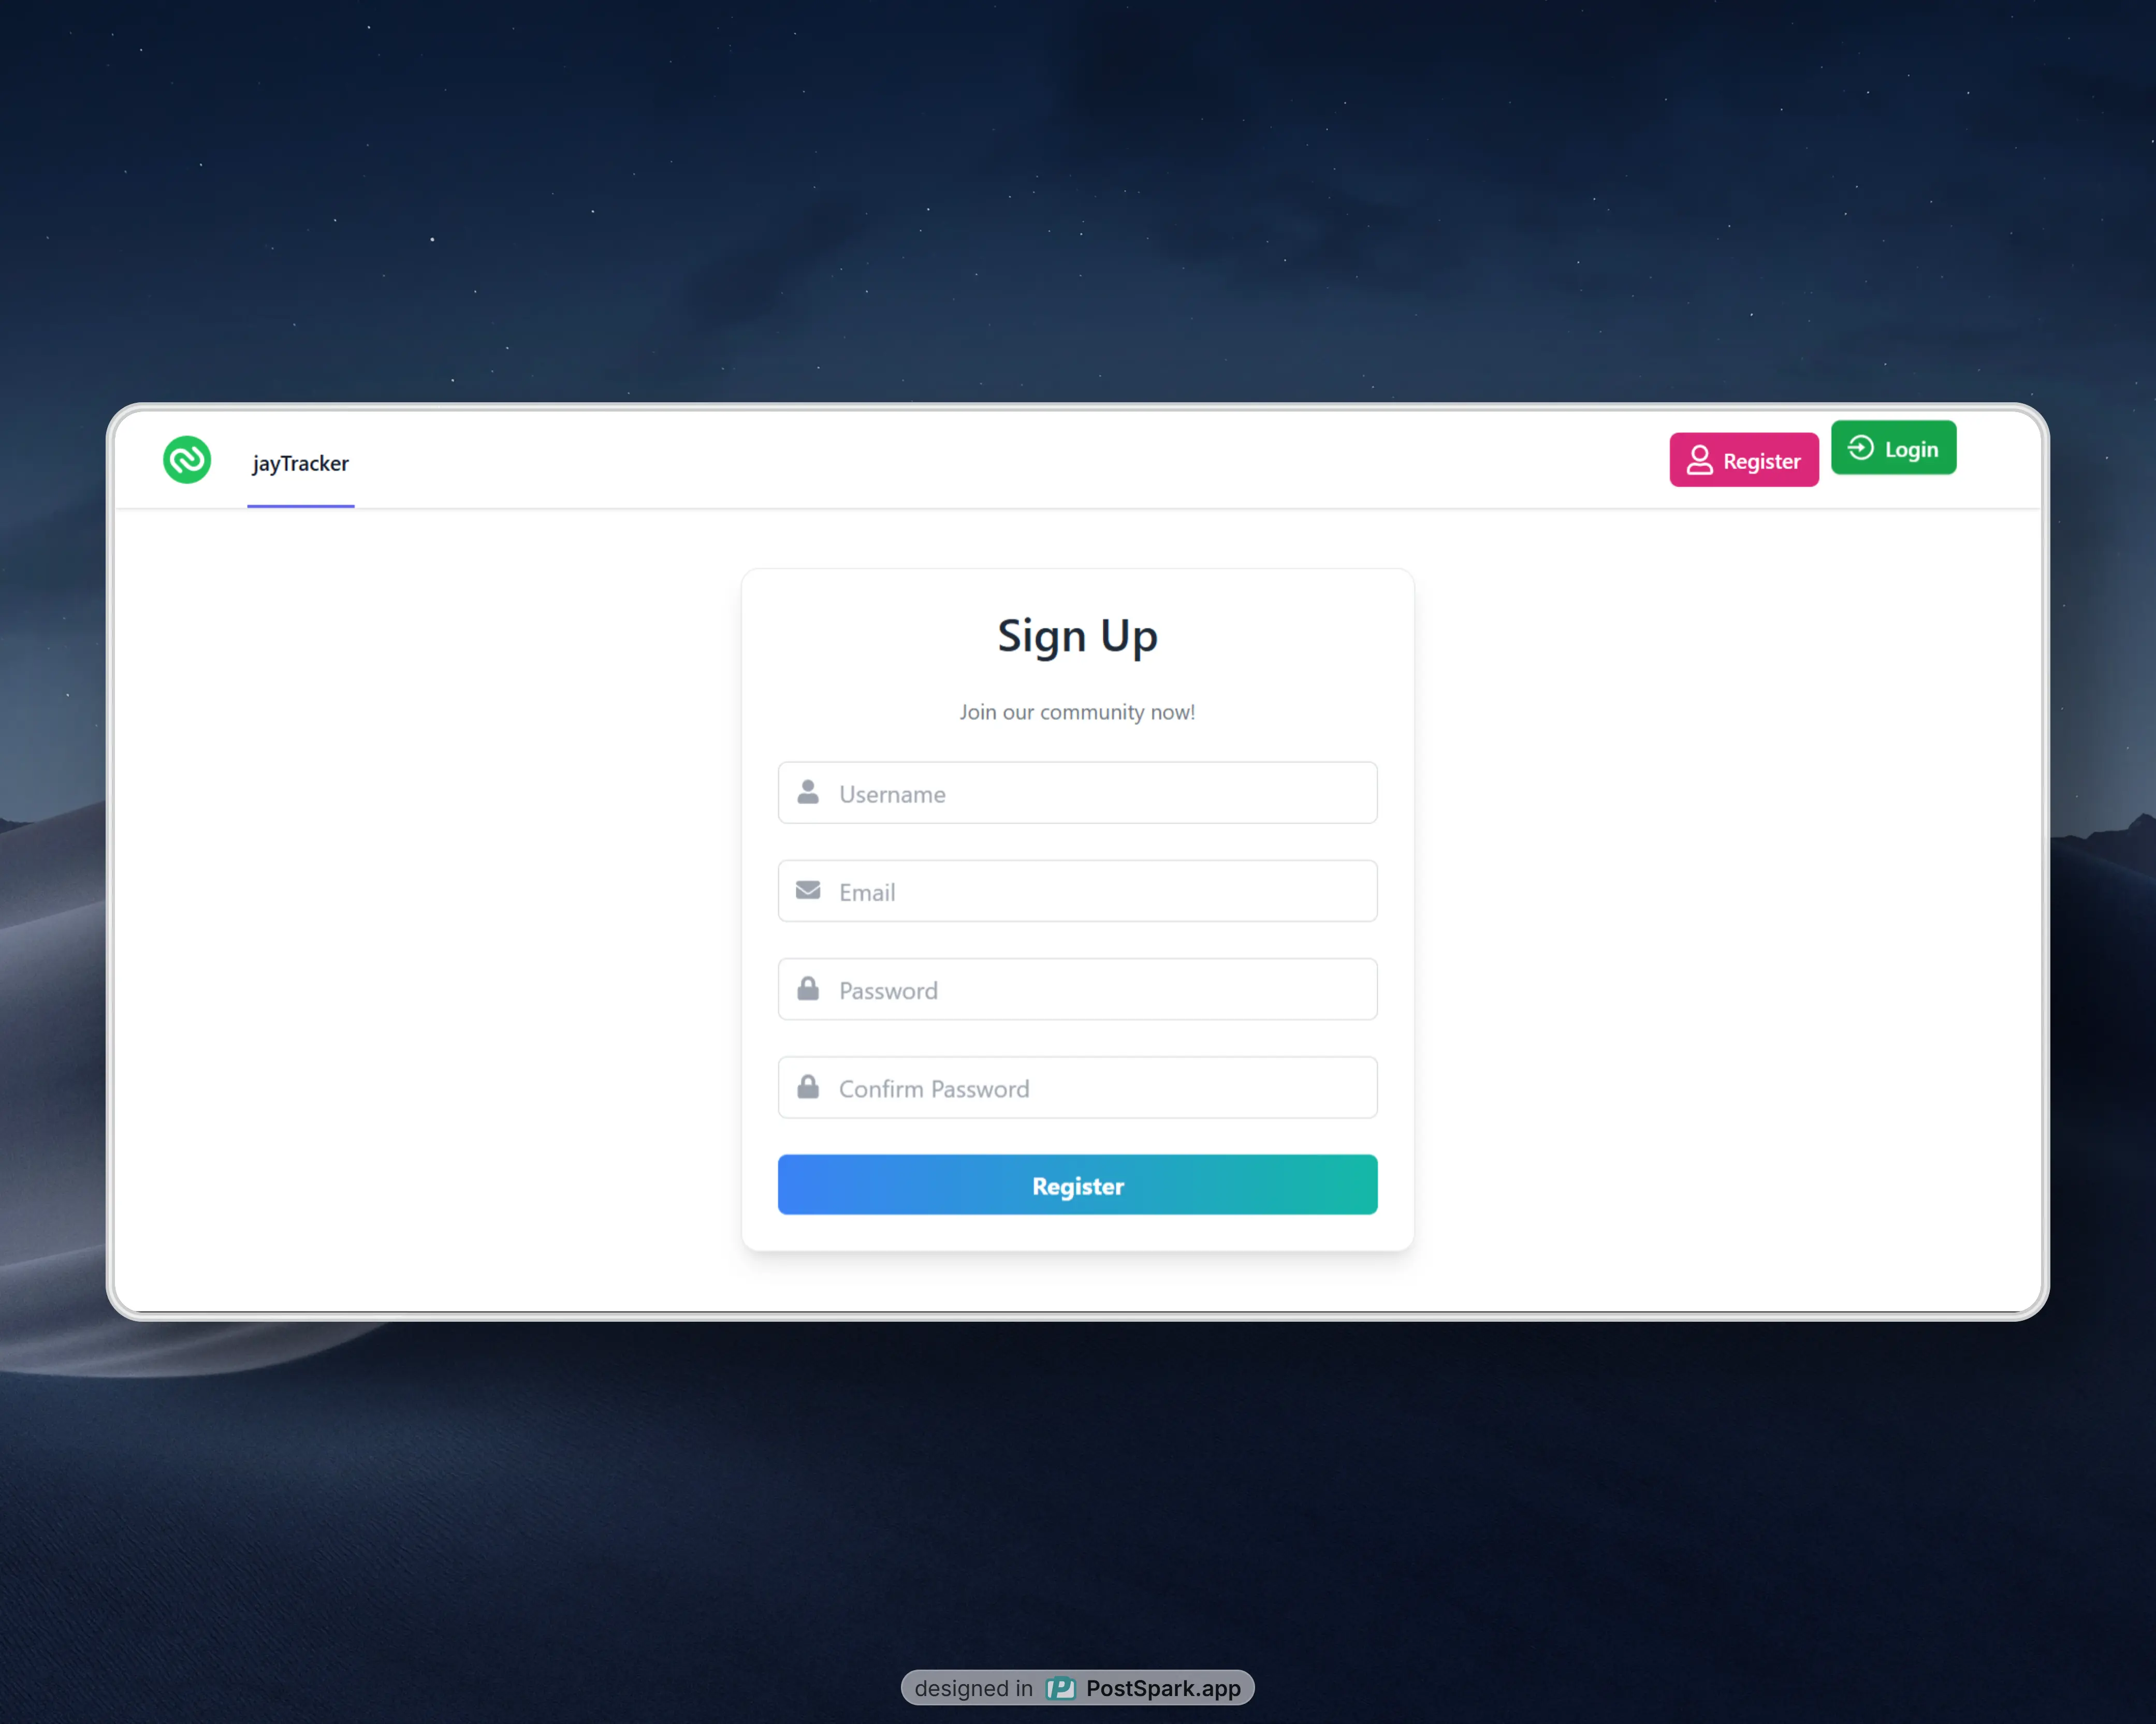 jayTracker
Register
Login
Sign Up
Join our community now!
Username
Email
Password
Confirm Password
Register
designed in PostSpark.app